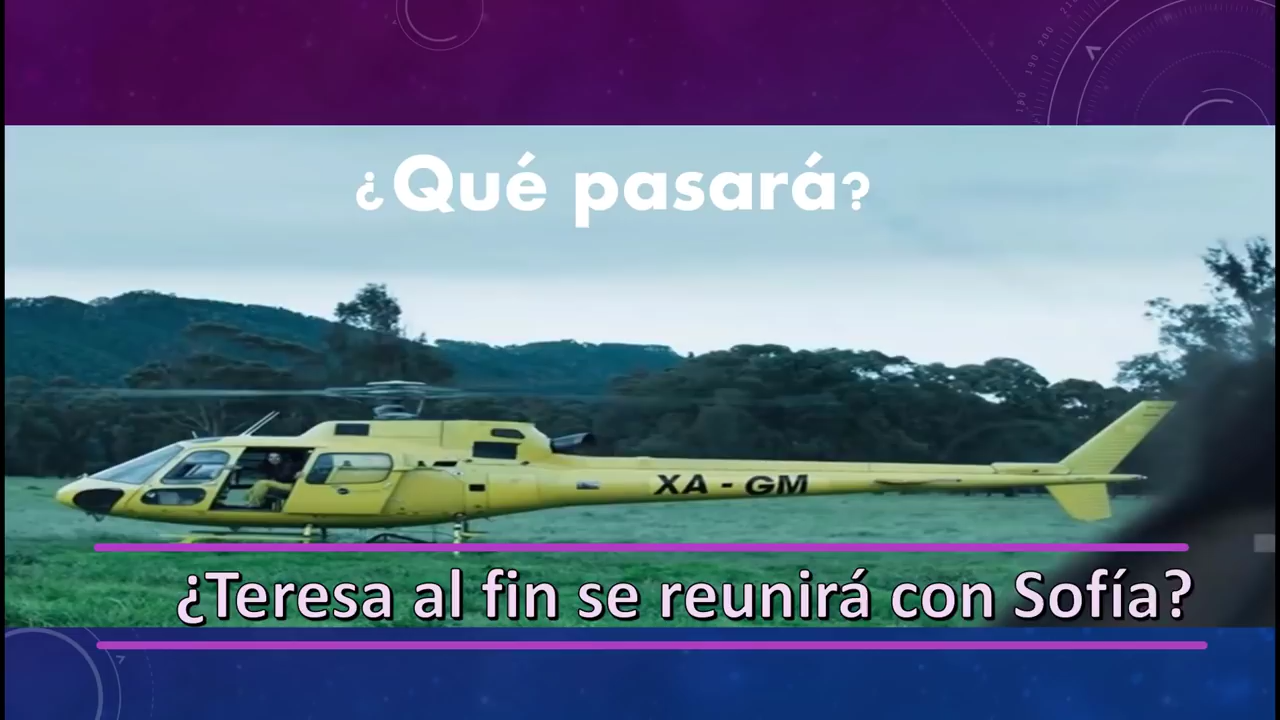 ¿Qué pasará?
XA - GM
¿Teresa al fin se reunirá con Sofía?